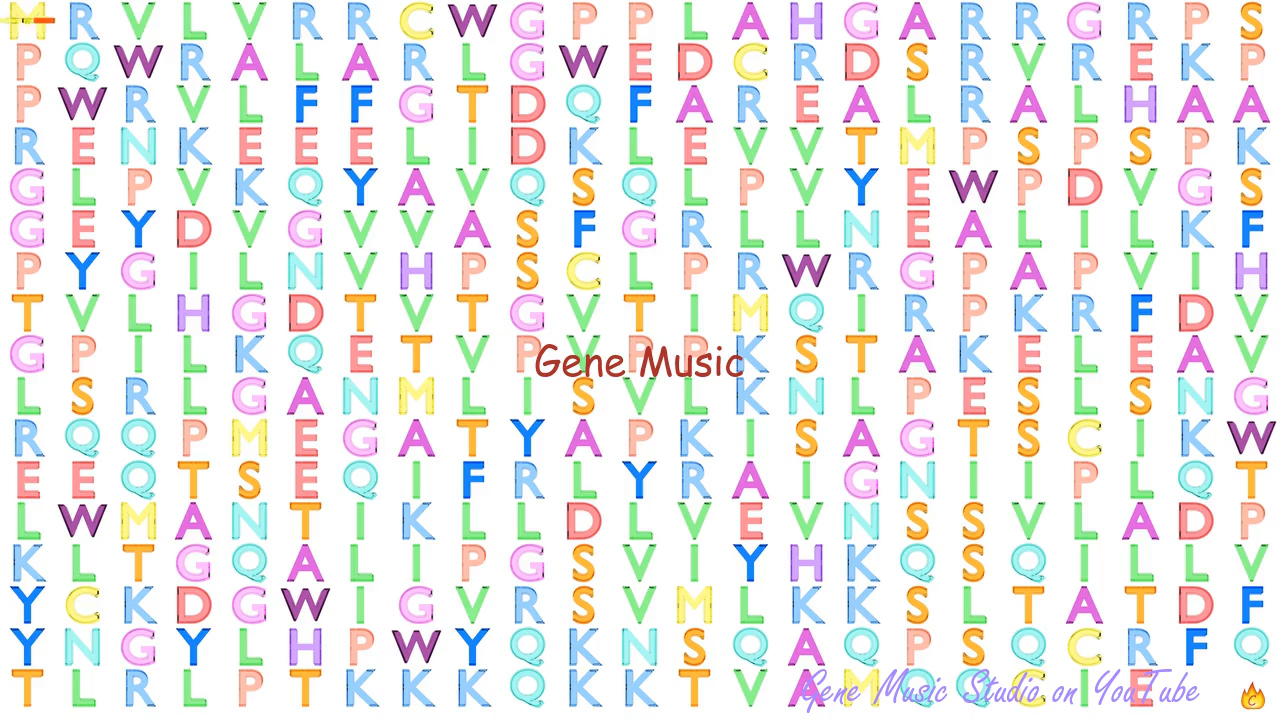 M R V L V R R C W G P P L A H G A R R G R P S
P Q W R A L A R L G W E D C R D S R V R E K P
P W R V L F F G T D Q F A R E A L R A L H A A
R E N K E E E L I D K L E V V T M P S P S P K
G L P V K Q Y A V Q S Q L P V Y E W P D V G S
G E Y D V G V V A S F G R L L N E A L I L K F
P Y G I L N V H P S C L P R W R G P A P V I H
T V L H G D T V T G V T I M Q I R P K R F D V
G P I L K Q E T V P V P P K S T A K E L E A V
Gene Music
L S R L G A N M L I S V L K N L P E S L S N G
R Q Q P M E G A T Y A P K I S A G T S C I K W
E E Q T S E Q I F R L Y R A I G N I I P L Q T
L W M A N T I K L L D L V E V N S S V L A D P
K L T G Q A L I P G S V I Y H K Q S Q I L L V
Y C K D G W I G V R S V M L K K S L T A T D F
Y N G Y L H P W Y Q K N S Q A Q P S Q C R F Q
T L R L P T K K K Q K K T V A M Q L C I E
Gene Music Studio on YouTube
C